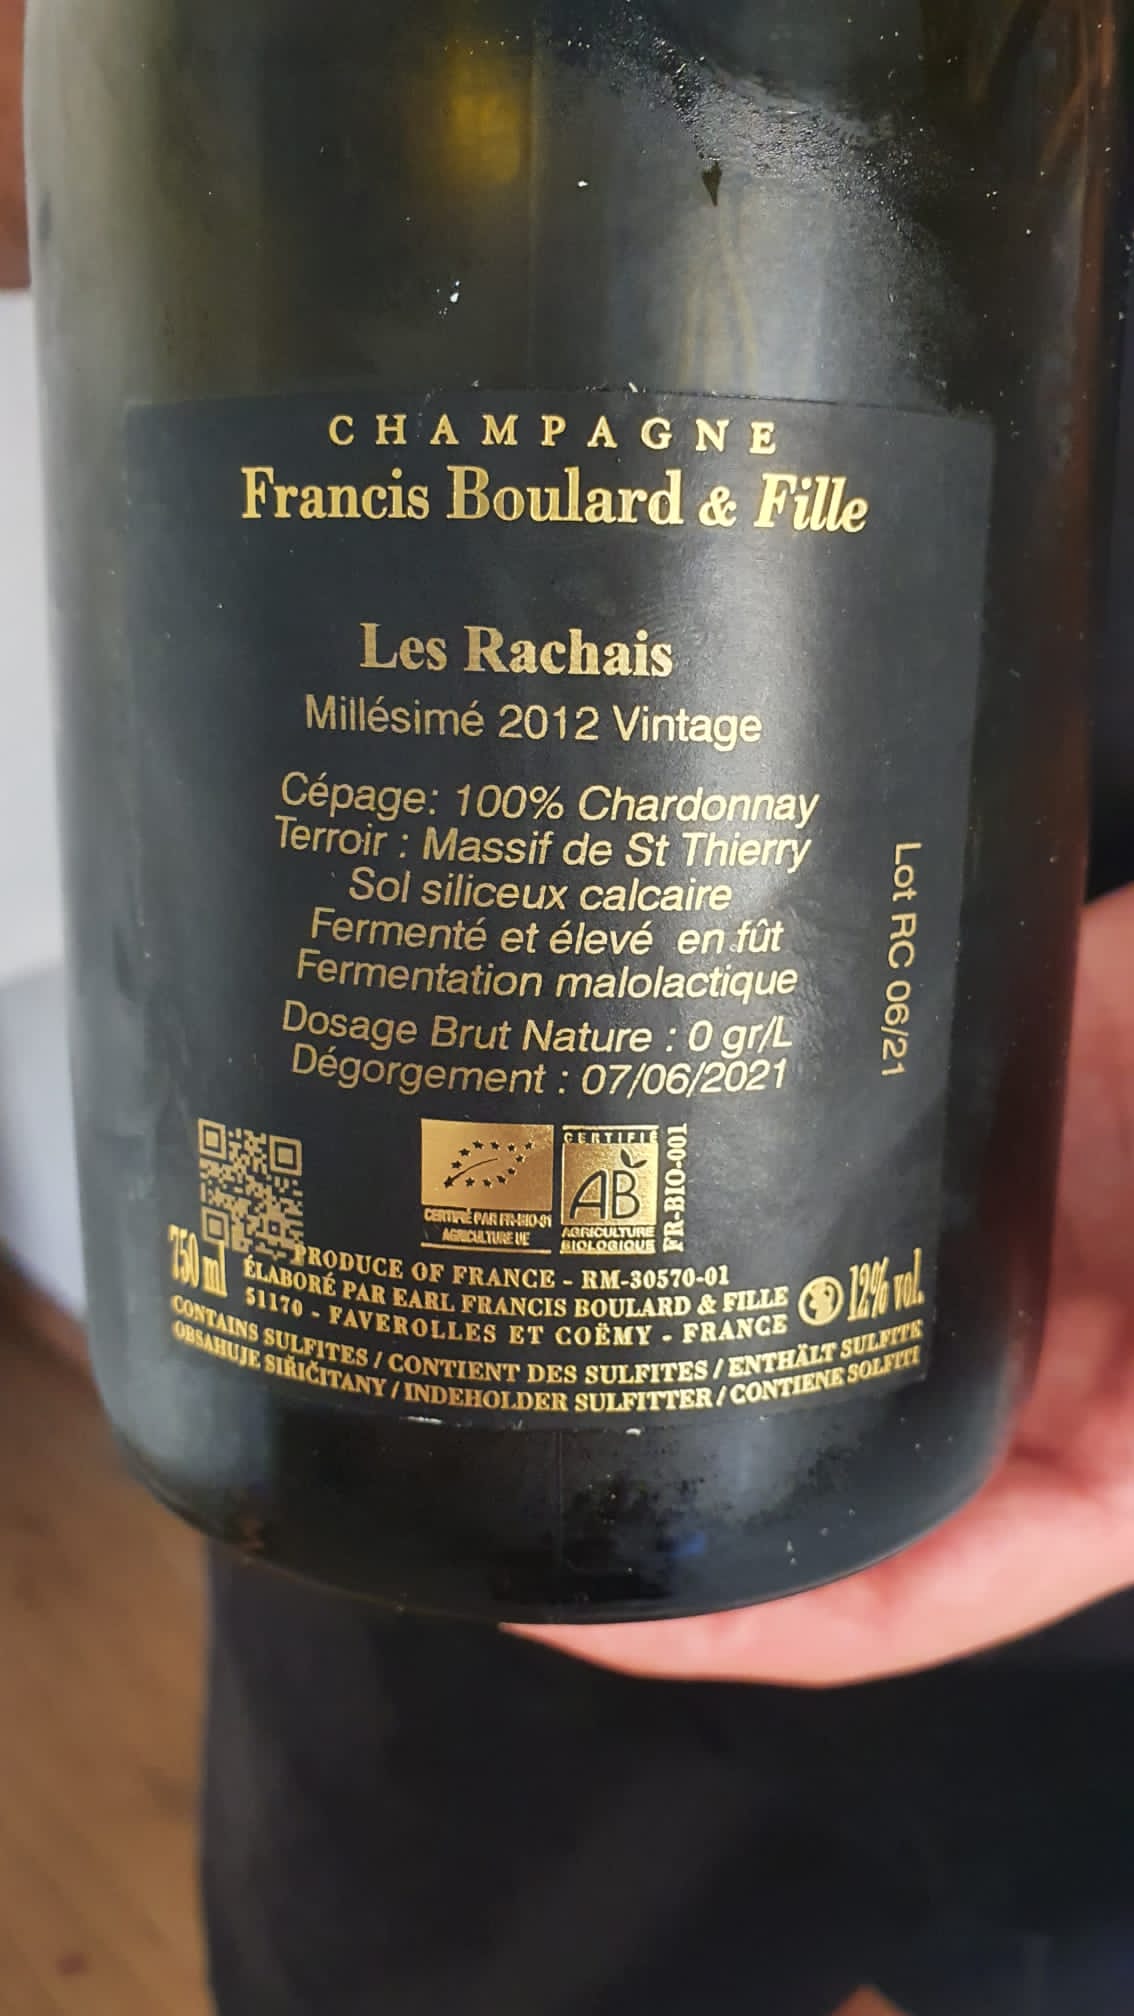 CHAMPAGNE
Francis Boulard & Fille
Les Rachais
Millésimé 2012 Vintage
Cépage: 100% Chardonnay
Terroir : Massif de St Thierry
Sol siliceux calcaire
Fermenté et élevé en fût
Fermentation malolactique
Dosage Brut Nature : 0 gr/L
Dégorgement : 07/06/2021
Lot RC 06/21
CERTIFIÉ PAR FR-BIO-01
AGRICULTURE UE
CERTIFIÉ
AB
AGRICULTURE
BIOLOGIQUE
FR-BIO-001
750 ml
PRODUCE OF FRANCE - RM-30570-01
ÉLABORÉ PAR EARL FRANCIS BOULARD & FILLE
51170 - FAVEROLLES ET COËMY - FRANCE
12% vol.
CONTAINS SULFITES / CONTIENT DES SULFITES / ENTHÄLT SULFITE
OBSAHUJE SIŘIČITANY / INDEHOLDER SULFITTER / CONTIENE SOLFITI